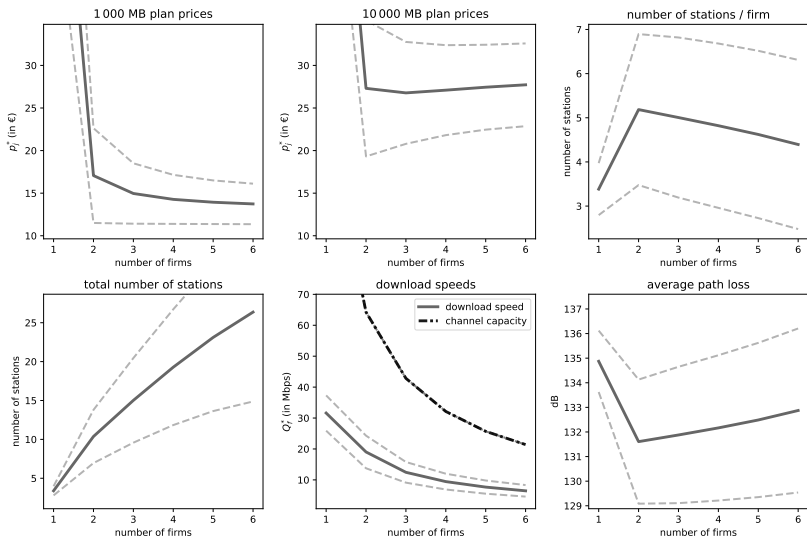 1 000 MB plan prices
p_j^* (in €)
30
25
20
15
10
1 2 3 4 5 6
number of firms
10 000 MB plan prices
p_j^* (in €)
30
25
20
15
10
1 2 3 4 5 6
number of firms
number of stations / firm
number of stations
7
6
5
4
3
1 2 3 4 5 6
number of firms
total number of stations
number of stations
25
20
15
10
5
1 2 3 4 5 6
number of firms
download speeds
Q_f^* (in Mbps)
70
60
50
40
30
20
10
download speed
channel capacity
1 2 3 4 5 6
number of firms
average path loss
dB
137
136
135
134
133
132
131
130
129
1 2 3 4 5 6
number of firms